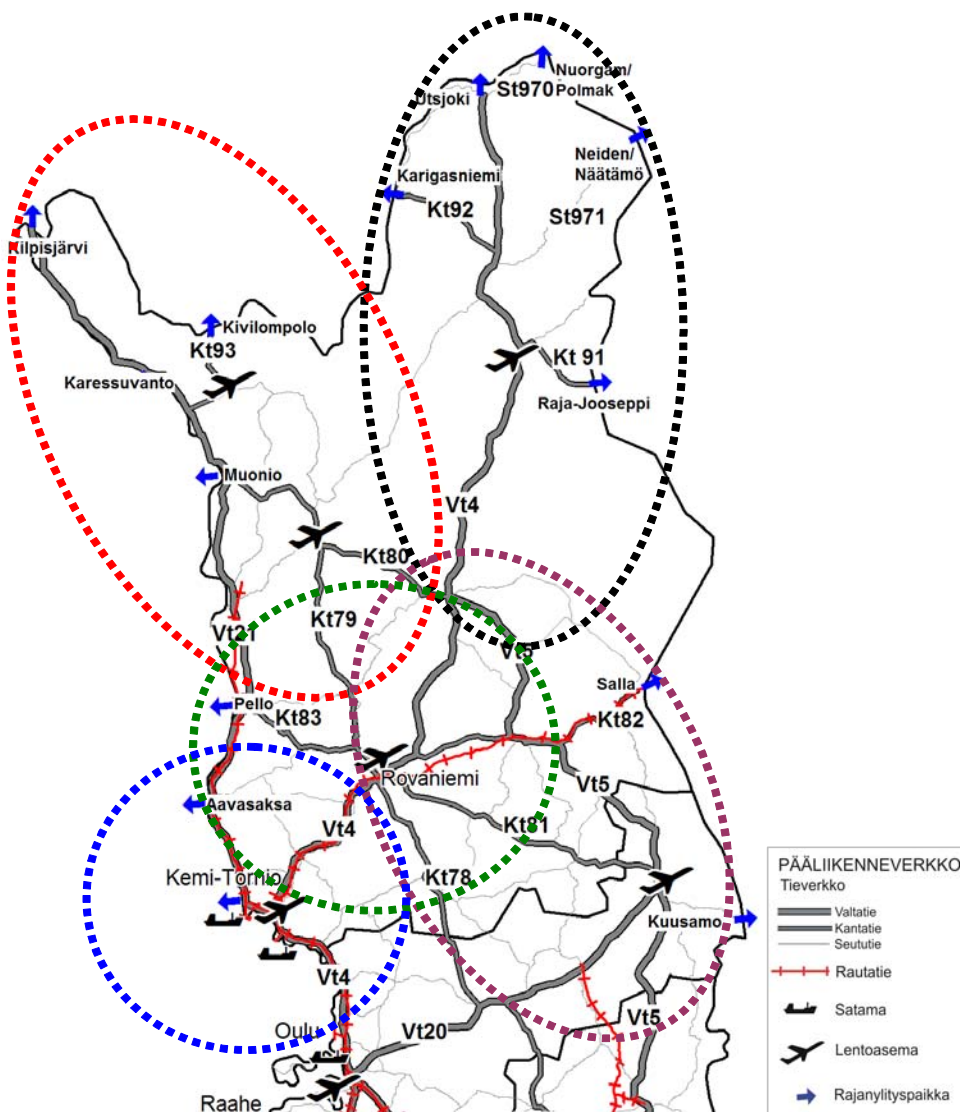 Nuorgam/
Polmak
Utsjoki
St970
Neiden/
Näätämö
Karigasniemi
Kt92
St971
Kilpisjärvi
Kivilompolo
Kt93
Kt 91
Karessuvanto
Raja-Jooseppi
Muonio
Vt4
Kt80
Kt79
Vt21
Vt5
Salla
Pello
Kt83
Kt82
Rovaniemi
Vt5
Aavasaksa
Vt4
Kt81
Kemi-Tornio
Kt78
Kuusamo
Vt4
Vt5
Oulu
Vt20
Raahe
PÄÄLIIKENNEVERKKO
Tieverkko
Valtatie
Kantatie
Seututie
Rautatie
Satama
Lentoasema
Rajanylityspaikka